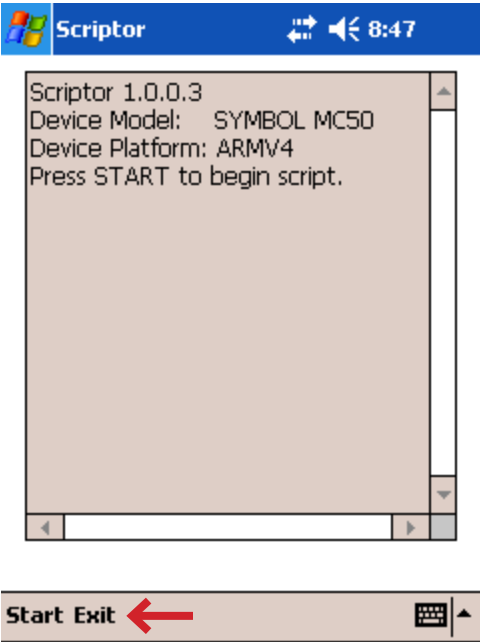 Scriptor 8:47
Scriptor 1.0.0.3
Device Model: SYMBOL MC50
Device Platform: ARMV4
Press START to begin script.
Start Exit